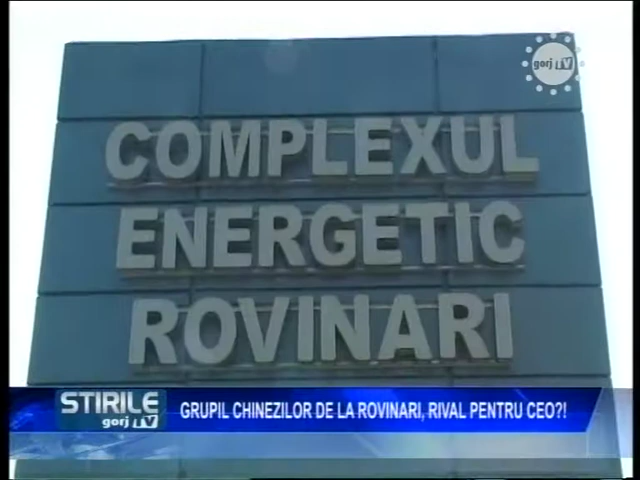 gorj TV
COMPLEXUL
ENERGETIC
ROVINARI
STIRILE
gorj TV
GRUPIL CHINEZILOR DE LA ROVINARI, RIVAL PENTRU CEO?!